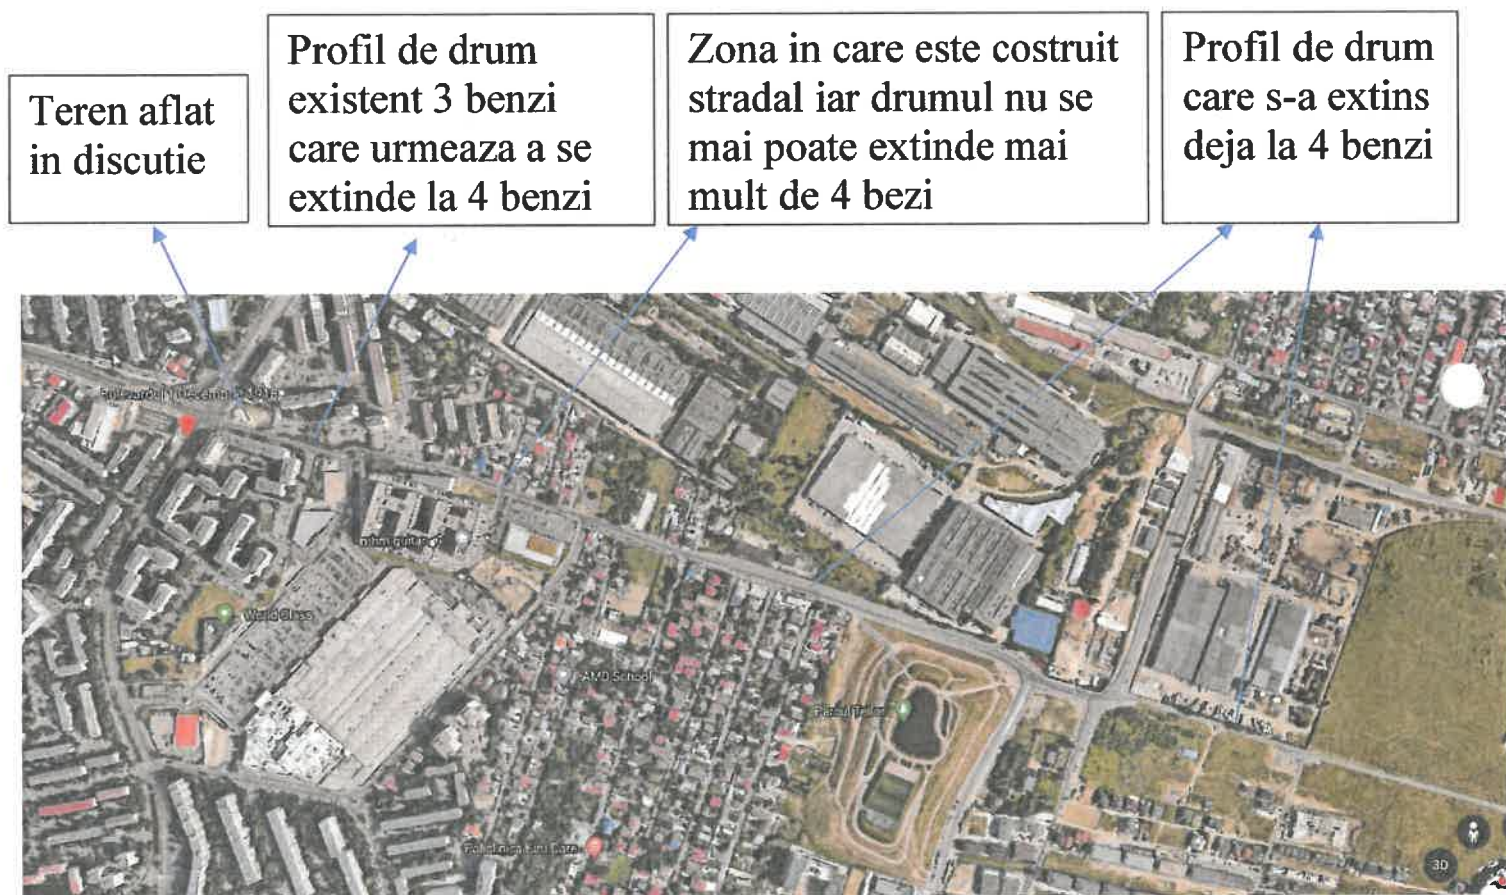 Teren aflat
in discutie
Profil de drum
existent 3 benzi
care urmeaza a se
extinde la 4 benzi
Zona in care este costruit
stradal iar drumul nu se
mai poate extinde mai
mult de 4 bezi
Profil de drum
care s-a extins
deja la 4 benzi
World Class
AMD School
3D